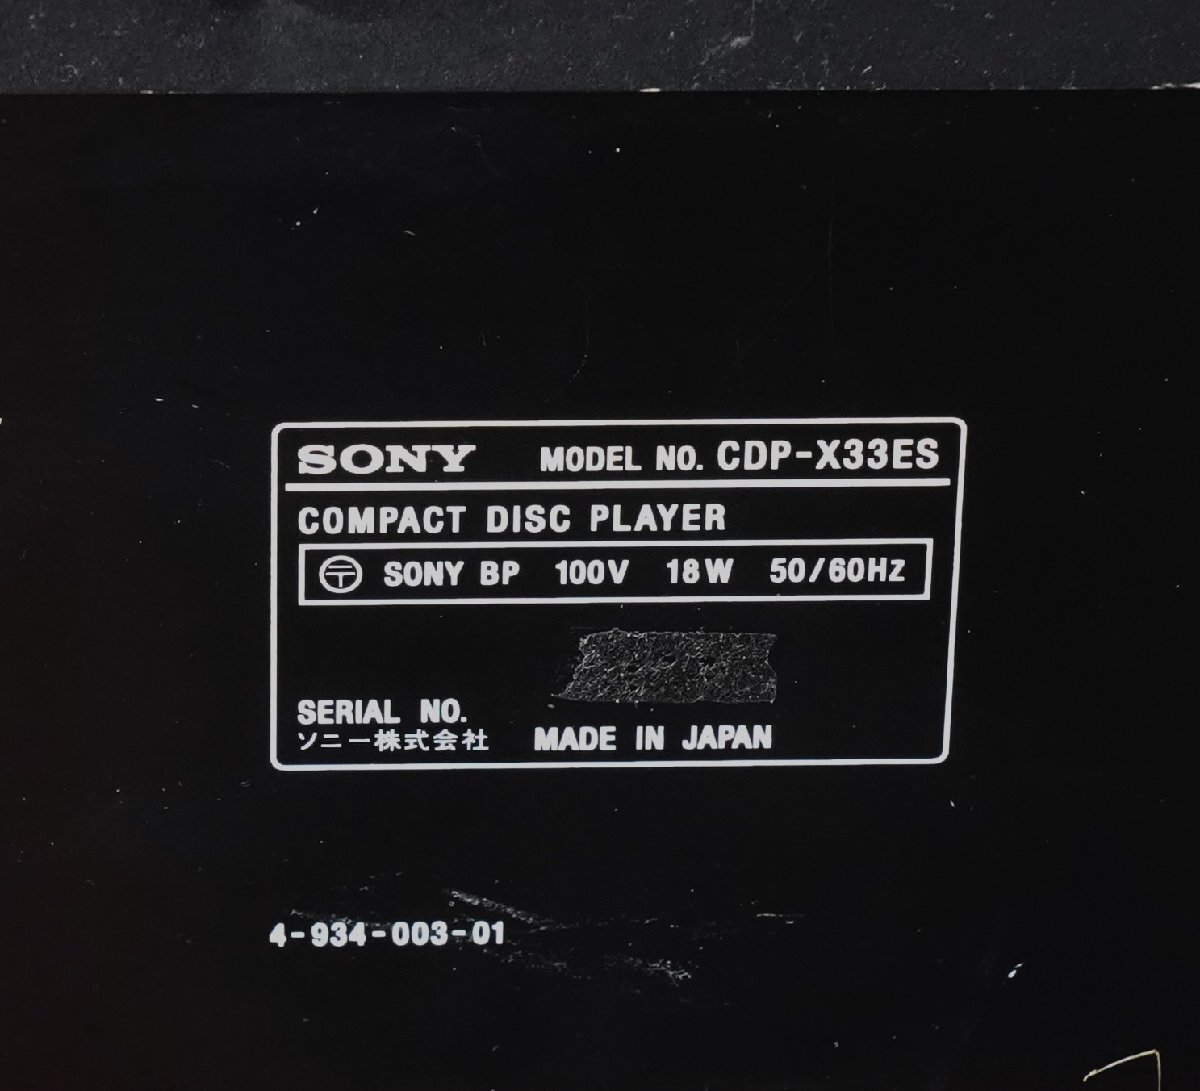 SONY MODEL NO. CDP-X33ES
COMPACT DISC PLAYER
SONY BP 100V 18W 50/60Hz
SERIAL NO.
ソニー株式会社 MADE IN JAPAN
4-934-003-01